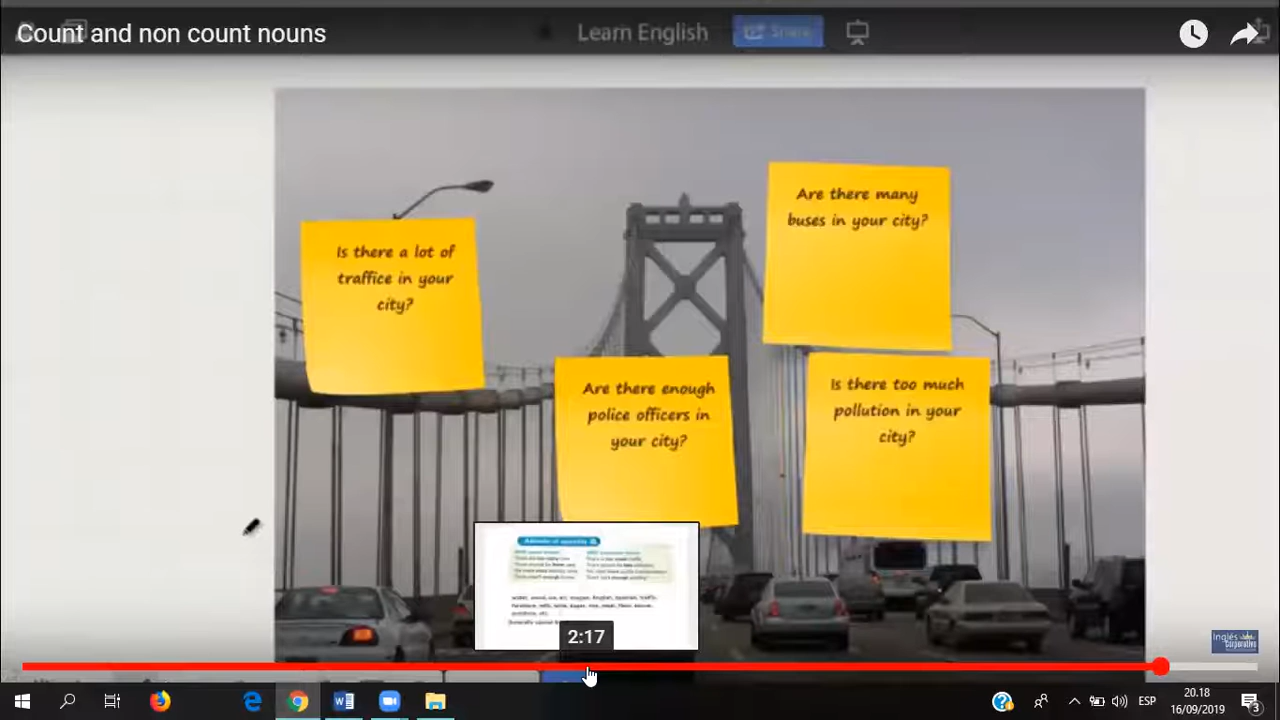 Count and non count nouns
Learn English
Share
Is there a lot of
traffice in your
city?
Are there many
buses in your city?
Are there enough
police officers in
your city?
Is there too much
pollution in your
city?
2:17
Inglés
Corporativo
ESP
20.18
16/09/2019
3